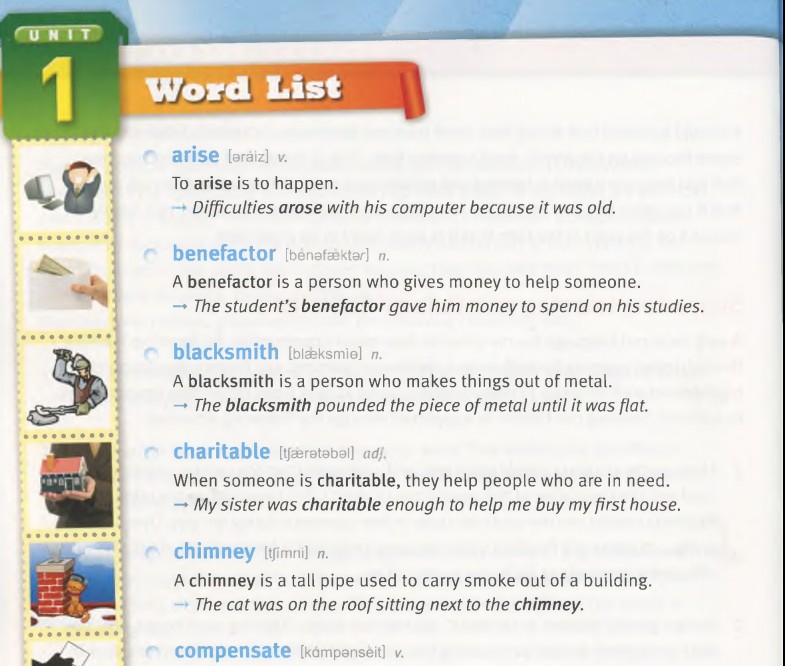 UNIT
1
Word List
arise [əráiz] v.
To arise is to happen.
→ Difficulties arose with his computer because it was old.
benefactor [bénəfæ̀ktər] n.
A benefactor is a person who gives money to help someone.
→ The student's benefactor gave him money to spend on his studies.
blacksmith [blǽksmiɵ] n.
A blacksmith is a person who makes things out of metal.
→ The blacksmith pounded the piece of metal until it was flat.
charitable [tʃǽrətəbəl] adj.
When someone is charitable, they help people who are in need.
→ My sister was charitable enough to help me buy my first house.
chimney [tʃímni] n.
A chimney is a tall pipe used to carry smoke out of a building.
→ The cat was on the roof sitting next to the chimney.
compensate [kámpənsèit] v.